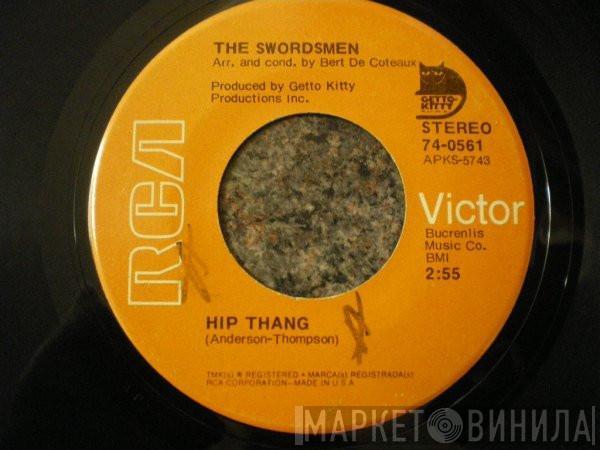 THE SWORDSMEN
Arr. and cond. by Bert De Coteaux
Produced by Getto Kitty
Productions Inc.
GETTO-
KITTY
STEREO
74-0561
APKS-5743
RCA
Victor
Bucrenlis
Music Co.
BMI
2:55
HIP THANG
(Anderson-Thompson)
TMK(s) ® REGISTERED • MARCA(s) REGISTRADA(s)
RCA CORPORATION—MADE IN U.S.A
МАРКЕТ ВИНИЛА